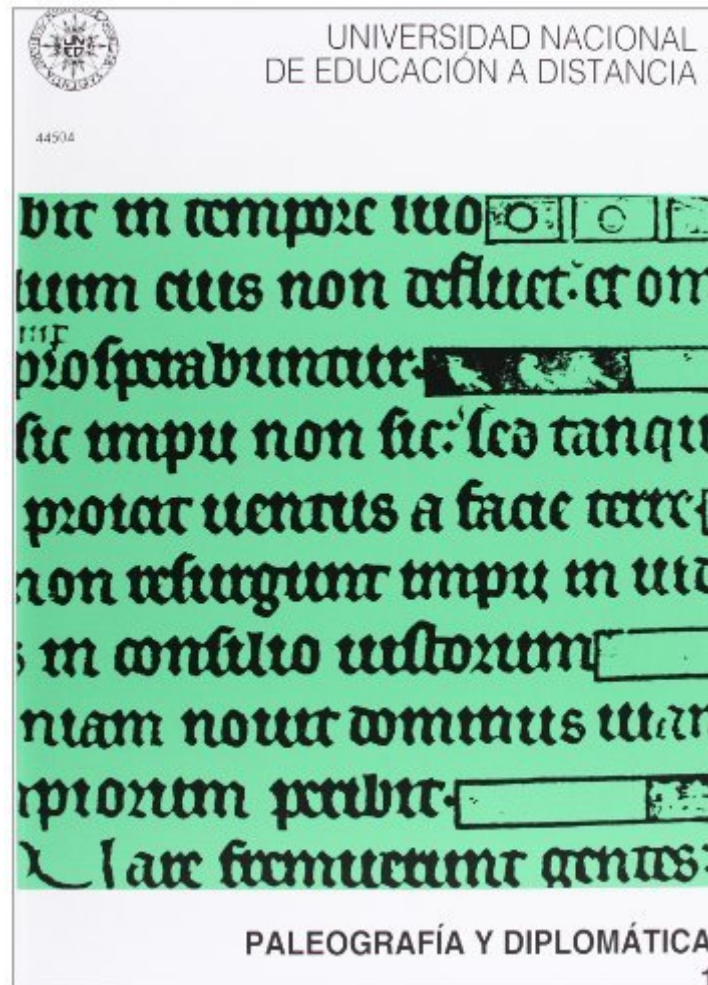 UNIVERSIDAD NACIONAL
DE EDUCACIÓN A DISTANCIA
44504
bit in tempore suo
lium eius non defluet: et om
prosperabuntur.
sic impii non sic: sed tanqu
proicit uentus a facie terre
non resurgunt impii in iud
s in consilio iustorum
niam nouit dominus uiam
mpiorum peribit.
are fremuerunt gentes:
PALEOGRAFÍA Y DIPLOMÁTICA
1